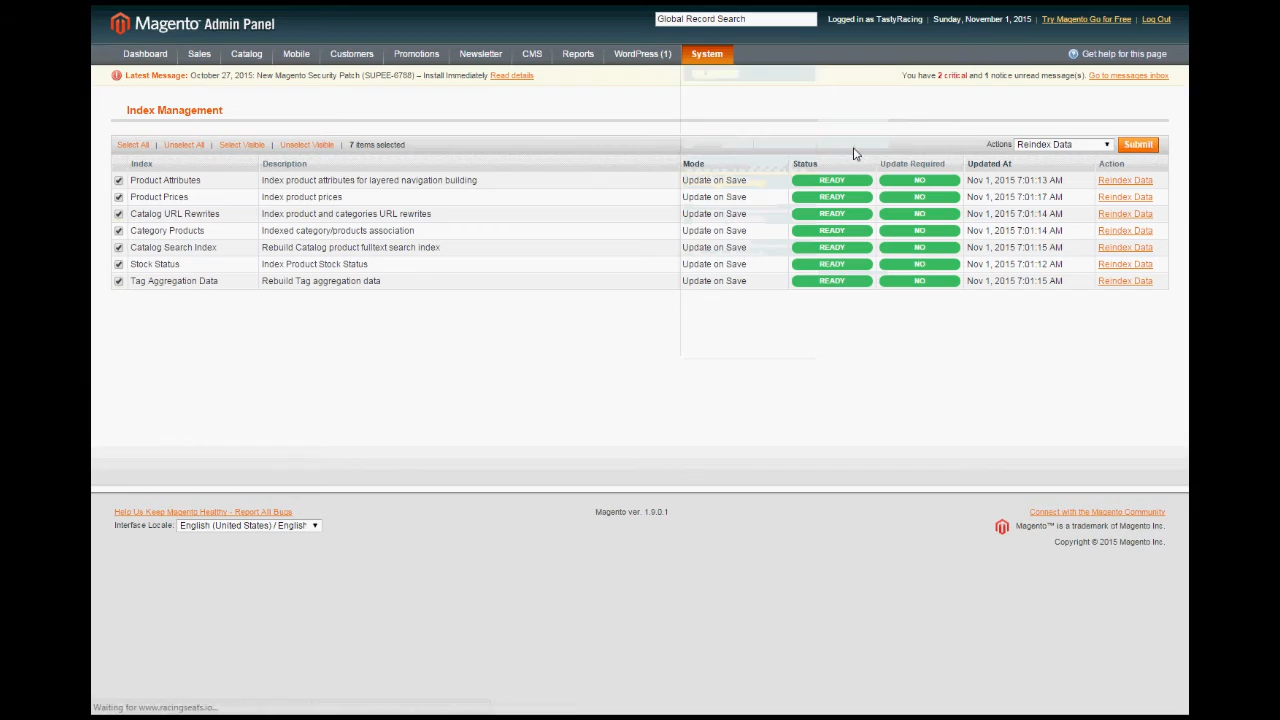 Magento Admin Panel
Global Record Search
Logged in as TastyRacing | Sunday, November 1, 2015 | Try Magento Go for Free | Log Out
Dashboard Sales Catalog Mobile Customers Promotions Newsletter CMS Reports WordPress (1) System Get help for this page
Latest Message: October 27, 2015: New Magento Security Patch (SUPEE-6788) – Install Immediately Read details
You have 2 critical and 1 notice unread message(s). Go to messages inbox
Index Management
Select All | Unselect All | Select Visible | Unselect Visible | 7 items selected
Actions Reindex Data Submit
Index Description Mode Status Update Required Updated At Action
Product Attributes Index product attributes for layered navigation building Update on Save READY NO Nov 1, 2015 7:01:13 AM Reindex Data
Product Prices Index product prices Update on Save READY NO Nov 1, 2015 7:01:17 AM Reindex Data
Catalog URL Rewrites Index product and categories URL rewrites Update on Save READY NO Nov 1, 2015 7:01:14 AM Reindex Data
Category Products Indexed category/products association Update on Save READY NO Nov 1, 2015 7:01:14 AM Reindex Data
Catalog Search Index Rebuild Catalog product fulltext search index Update on Save READY NO Nov 1, 2015 7:01:15 AM Reindex Data
Stock Status Index Product Stock Status Update on Save READY NO Nov 1, 2015 7:01:12 AM Reindex Data
Tag Aggregation Data Rebuild Tag aggregation data Update on Save READY NO Nov 1, 2015 7:01:15 AM Reindex Data
Help Us Keep Magento Healthy - Report All Bugs
Interface Locale: English (United States) / English
Magento ver. 1.9.0.1
Connect with the Magento Community
Magento™ is a trademark of Magento Inc.
Copyright © 2015 Magento Inc.
Waiting for www.racingseats.io...